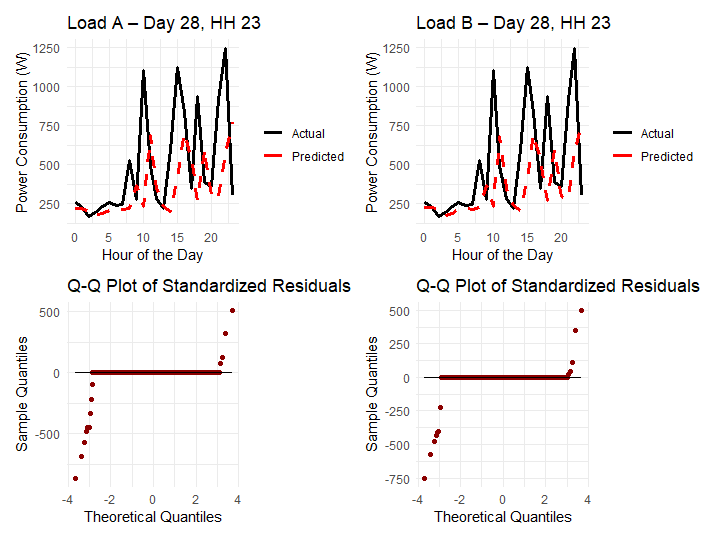 Load A – Day 28, HH 23
Power Consumption (W)
1250
1000
750
500
250
0 5 10 15 20
Hour of the Day
Actual
Predicted
Load B – Day 28, HH 23
Power Consumption (W)
1250
1000
750
500
250
0 5 10 15 20
Hour of the Day
Actual
Predicted
Q-Q Plot of Standardized Residuals
Sample Quantiles
500
0
-500
-4 -2 0 2 4
Theoretical Quantiles
Q-Q Plot of Standardized Residuals
Sample Quantiles
500
250
0
-250
-500
-750
-4 -2 0 2 4
Theoretical Quantiles